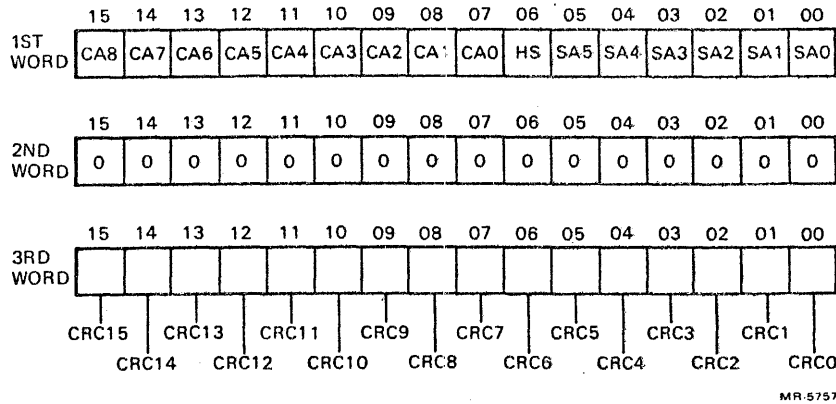 15 14 13 12 11 10 09 08 07 06 05 04 03 02 01 00
1ST WORD CA8 CA7 CA6 CA5 CA4 CA3 CA2 CA1 CA0 HS SA5 SA4 SA3 SA2 SA1 SA0
15 14 13 12 11 10 09 08 07 06 05 04 03 02 01 00
2ND WORD 0 0 0 0 0 0 0 0 0 0 0 0 0 0 0 0
15 14 13 12 11 10 09 08 07 06 05 04 03 02 01 00
3RD WORD
CRC15 CRC13 CRC11 CRC9 CRC7 CRC5 CRC3 CRC1
CRC14 CRC12 CRC10 CRC8 CRC6 CRC4 CRC2 CRC0
MR-5757